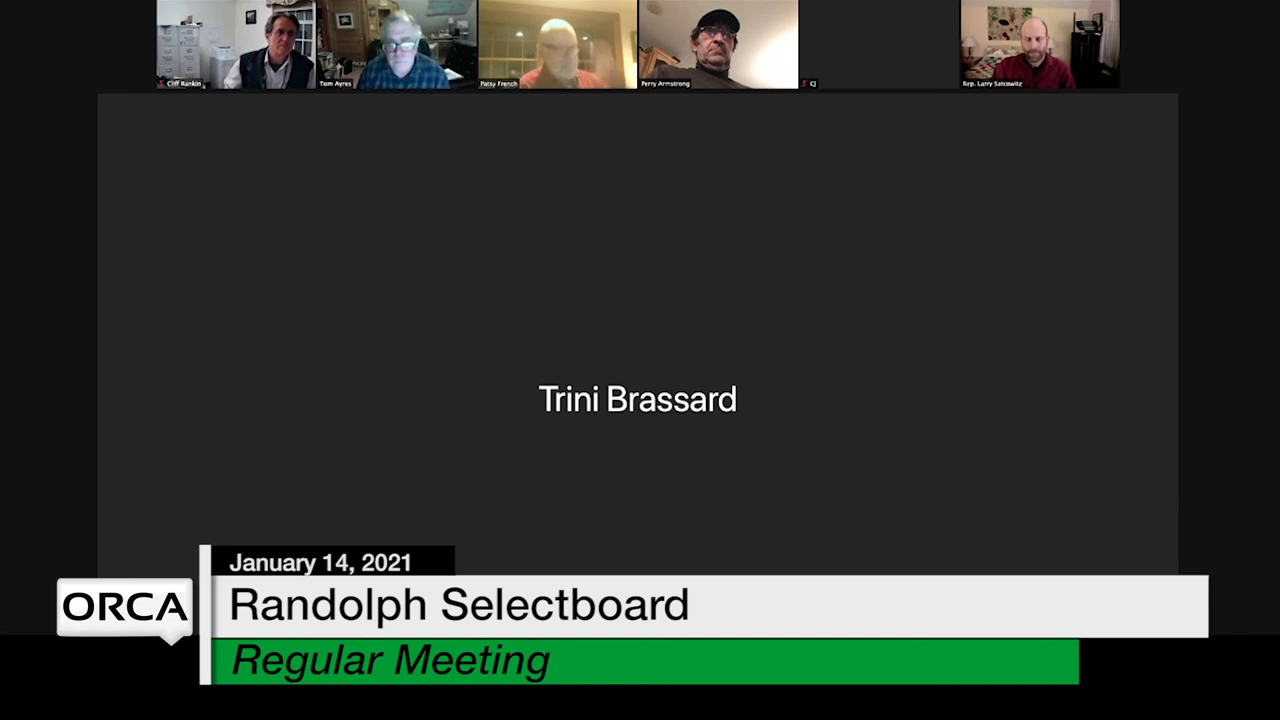 Cliff Rankin
Tom Ayres
Patsy French
Perry Armstrong
CJ
Rep. Larry Satcowitz
Trini Brassard
January 14, 2021
ORCA
Randolph Selectboard
Regular Meeting